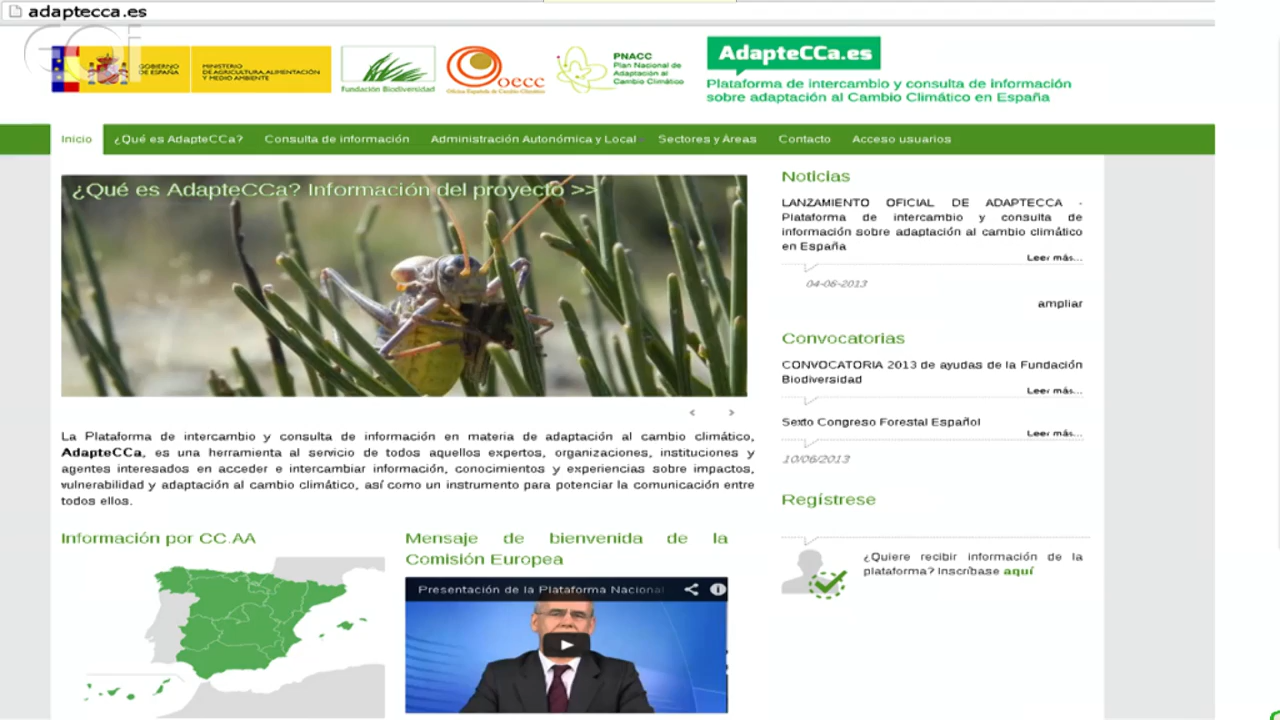 adaptecca.es
eoi
GOBIERNO
DE ESPAÑA
MINISTERIO
DE AGRICULTURA, ALIMENTACIÓN
Y MEDIO AMBIENTE
Fundación Biodiversidad
oecc
Oficina Española de Cambio Climático
PNACC
Plan Nacional de
Adaptación al
Cambio Climático
AdapteCCa.es
Plataforma de intercambio y consulta de información
sobre adaptación al Cambio Climático en España
Inicio ¿Qué es AdapteCCa? Consulta de información Administración Autonómica y Local Sectores y Áreas Contacto Acceso usuarios
¿Qué es AdapteCCa? Información del proyecto >>
La Plataforma de intercambio y consulta de información en materia de adaptación al cambio climático,
AdapteCCa, es una herramienta al servicio de todos aquellos expertos, organizaciones, instituciones y
agentes interesados en acceder e intercambiar información, conocimientos y experiencias sobre impactos,
vulnerabilidad y adaptación al cambio climático, así como un instrumento para potenciar la comunicación entre
todos ellos.
Información por CC.AA
Mensaje de bienvenida de la
Comisión Europea
Presentación de la Plataforma Nacional
Noticias
LANZAMIENTO OFICIAL DE ADAPTECCA -
Plataforma de intercambio y consulta de
información sobre adaptación al cambio climático
en España
Leer más...
04-06-2013
ampliar
Convocatorias
CONVOCATORIA 2013 de ayudas de la Fundación
Biodiversidad
Leer más...
Sexto Congreso Forestal Español
Leer más...
10/06/2013
Regístrese
¿Quiere recibir información de la
plataforma? Inscríbase aquí